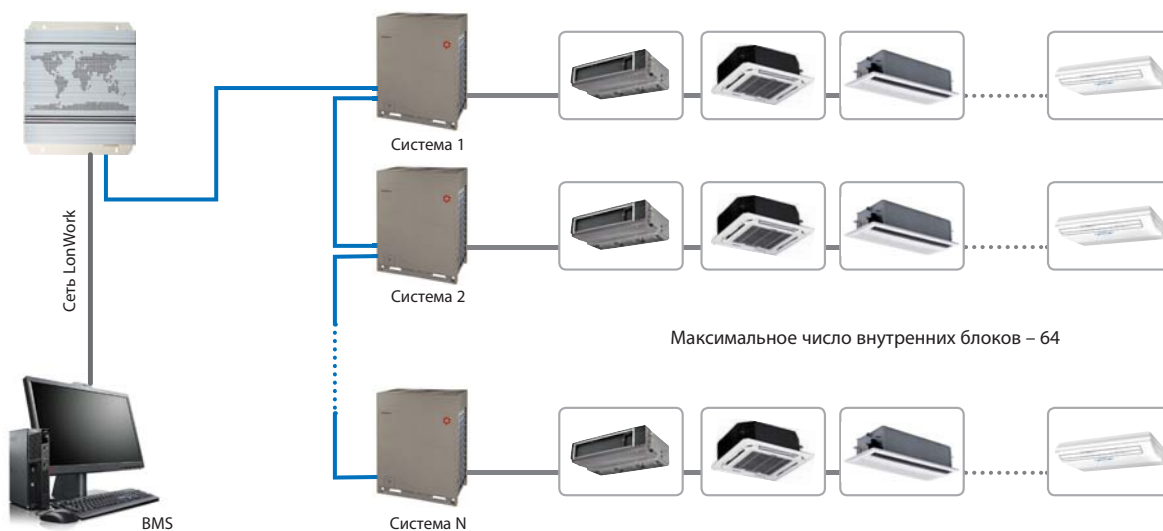 Система 1
Сеть LonWork
Система 2
Максимальное число внутренних блоков – 64
BMS
Система N